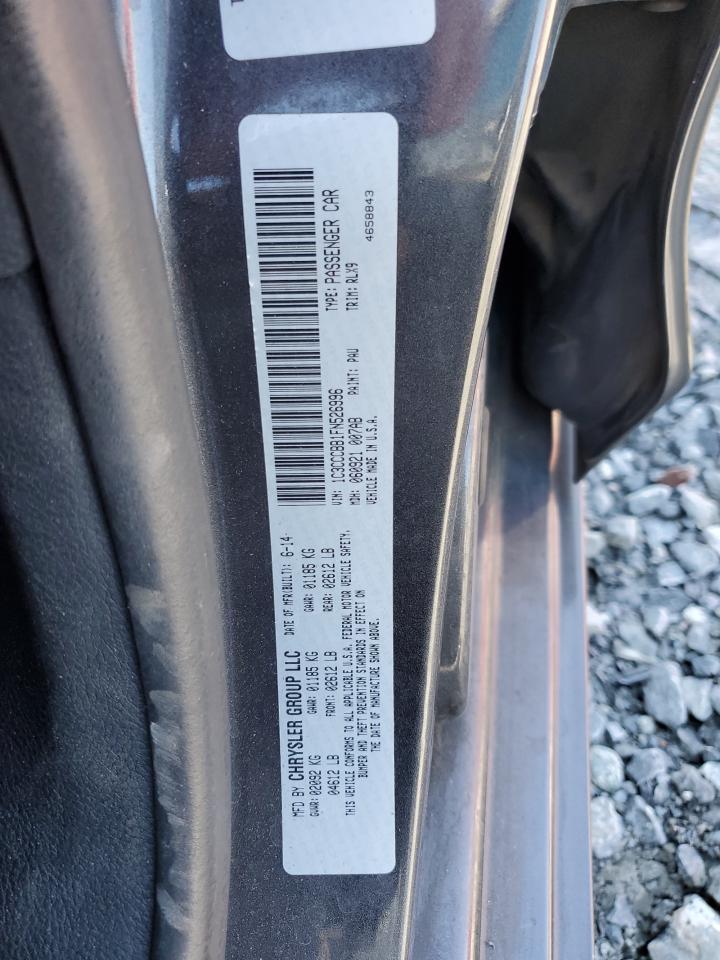 MFD BY CHRYSLER GROUP LLC DATE OF MFR(BUILT): 6-14
GVWR: 02092 KG GAWR: 01185 KG GAWR: 01185 KG
04612 LB FRONT: 02612 LB REAR: 02612 LB
THIS VEHICLE CONFORMS TO ALL APPLICABLE U.S.A. FEDERAL MOTOR VEHICLE SAFETY,
BUMPER AND THEFT PREVENTION STANDARDS IN EFFECT ON
THE DATE OF MANUFACTURE SHOWN ABOVE.
VIN: 1C3CCCBB1FN526996 TYPE: PASSENGER CAR
MDH: 060921 007AB PAINT: PAU TRIM: RLX9
VEHICLE MADE IN U.S.A. 4658843